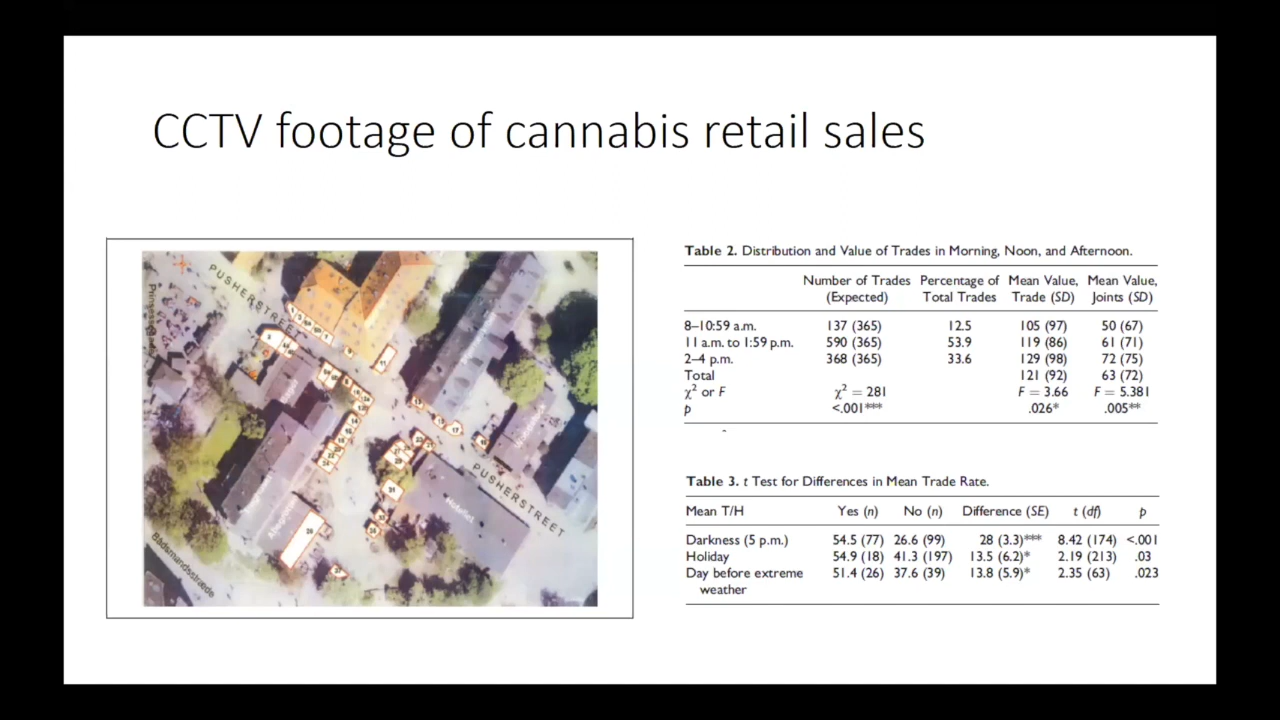 CCTV footage of cannabis retail sales
PUSHERSTREET
PUSHERSTREET
Bådsmandsstræde
Table 2. Distribution and Value of Trades in Morning, Noon, and Afternoon.
Number of Trades Percentage of Mean Value, Mean Value,
(Expected) Total Trades Trade (SD) Joints (SD)
8–10:59 a.m. 137 (365) 12.5 105 (97) 50 (67)
11 a.m. to 1:59 p.m. 590 (365) 53.9 119 (86) 61 (71)
2–4 p.m. 368 (365) 33.6 129 (98) 72 (75)
Total 121 (92) 63 (72)
χ² or F χ² = 281 F = 3.66 F = 5.381
p <.001*** .026* .005**
Table 3. t Test for Differences in Mean Trade Rate.
Mean T/H Yes (n) No (n) Difference (SE) t (df) p
Darkness (5 p.m.) 54.5 (77) 26.6 (99) 28 (3.3)*** 8.42 (174) <.001
Holiday 54.9 (18) 41.3 (197) 13.5 (6.2)* 2.19 (213) .03
Day before extreme 51.4 (26) 37.6 (39) 13.8 (5.9)* 2.35 (63) .023
weather